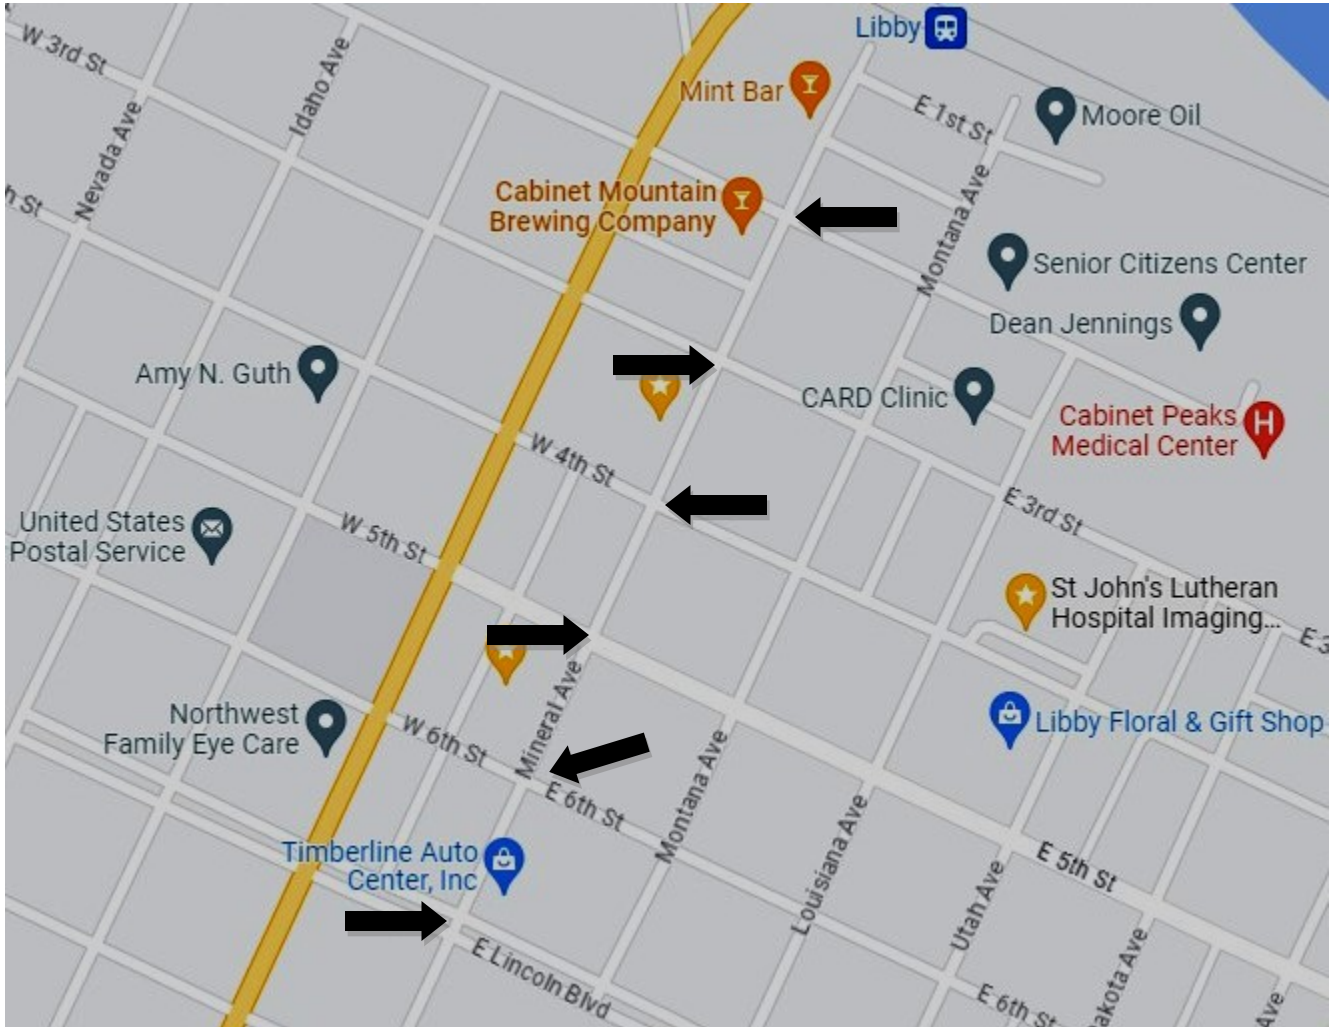 Libby
W 3rd St
Idaho Ave
Mint Bar
E 1st St
Moore Oil
Nevada Ave
h St
Cabinet Mountain
Brewing Company
Montana Ave
Senior Citizens Center
Dean Jennings
Amy N. Guth
CARD Clinic
Cabinet Peaks
Medical Center
W 4th St
E 3rd St
United States
Postal Service
W 5th St
St John's Lutheran
Hospital Imaging...
E 3
Mineral Ave
Northwest
Family Eye Care
W 6th St
Libby Floral & Gift Shop
E 6th St
Montana Ave
Timberline Auto
Center, Inc
Louisiana Ave
E 5th St
Utah Ave
E Lincoln Blvd
akota Ave
E 6th St
Ave